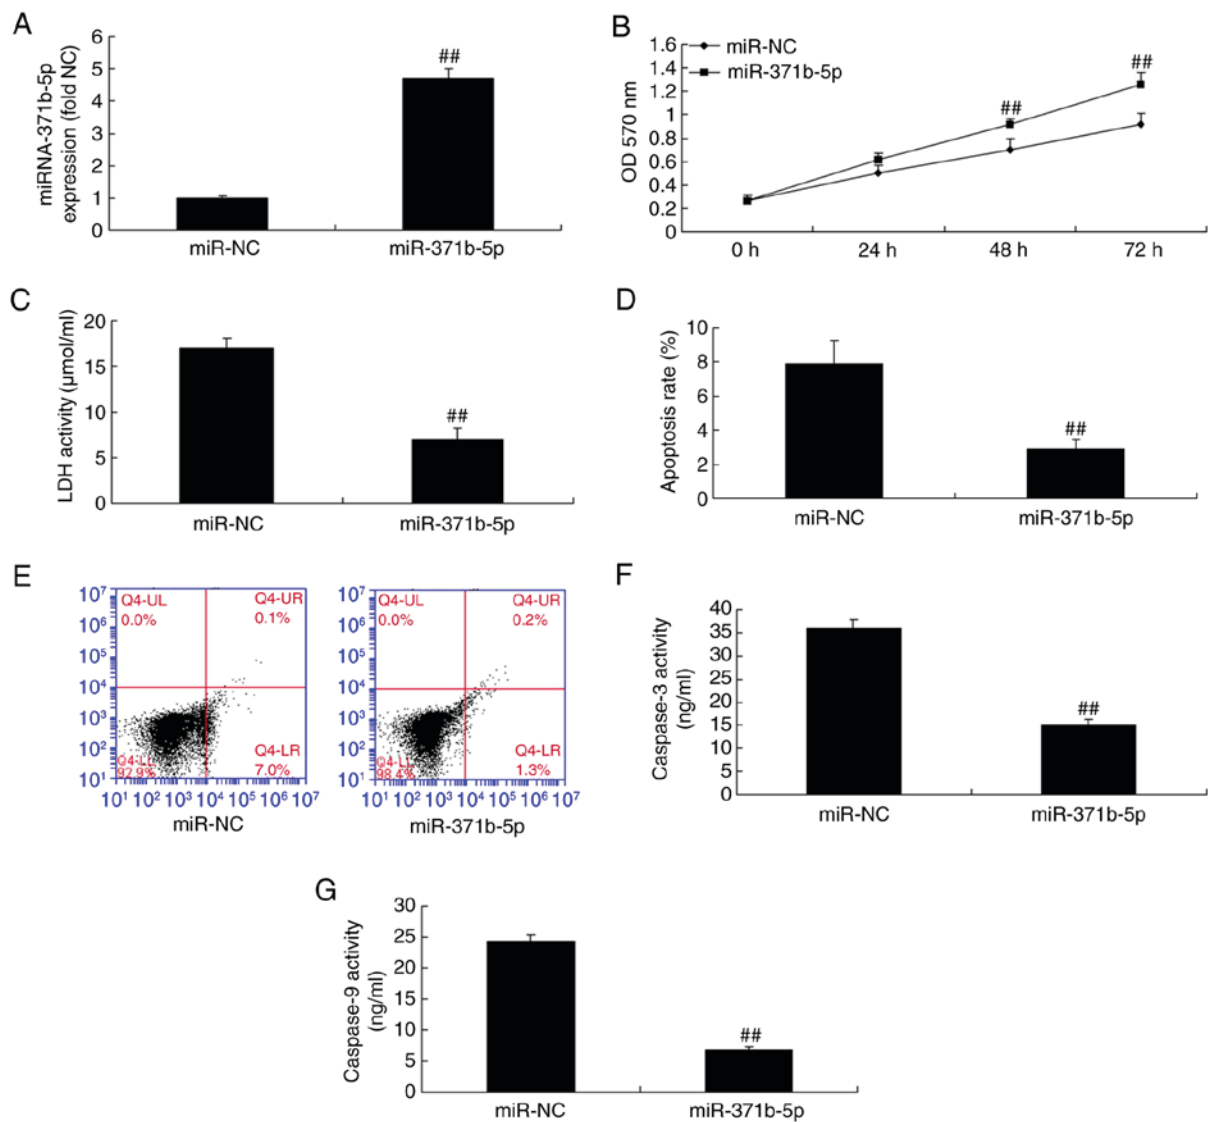 A
miRNA-371b-5p
expression (fold NC)
6
5
4
3
2
1
0
##
miR-NC
miR-371b-5p
B
OD 570 nm
1.6
1.4
1.2
1
0.8
0.6
0.4
0.2
0
miR-NC
miR-371b-5p
##
##
0 h
24 h
48 h
72 h
C
LDH activity (µmol/ml)
20
15
10
5
0
##
miR-NC
miR-371b-5p
D
Apoptosis rate (%)
10
8
6
4
2
0
##
miR-NC
miR-371b-5p
E
10⁷
10⁶
10⁵
10⁴
10³
10²
10¹
Q4-UL
0.0%
Q4-UR
0.1%
Q4-LL
92.9%
Q4-LR
7.0%
10¹ 10² 10³ 10⁴ 10⁵ 10⁶ 10⁷
miR-NC
10⁷
10⁶
10⁵
10⁴
10³
10²
10¹
Q4-UL
0.0%
Q4-UR
0.2%
Q4-LL
98.4%
Q4-LR
1.3%
10¹ 10² 10³ 10⁴ 10⁵ 10⁶ 10⁷
miR-371b-5p
F
Caspase-3 activity
(ng/ml)
40
35
30
25
20
15
10
5
0
##
miR-NC
miR-371b-5p
G
Caspase-9 activity
(ng/ml)
30
25
20
15
10
5
0
##
miR-NC
miR-371b-5p